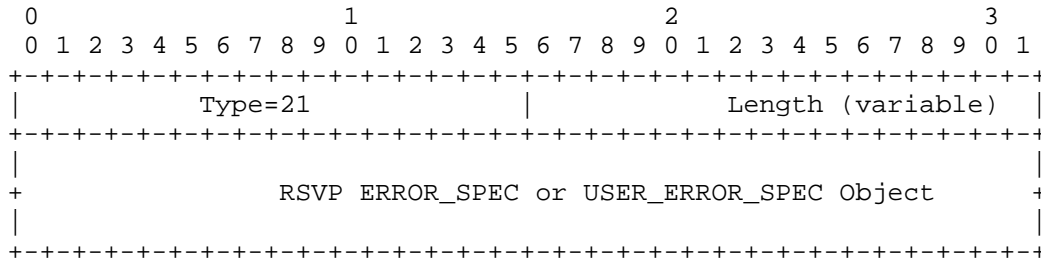 0                   1                   2                   3
 0 1 2 3 4 5 6 7 8 9 0 1 2 3 4 5 6 7 8 9 0 1 2 3 4 5 6 7 8 9 0 1
+-+-+-+-+-+-+-+-+-+-+-+-+-+-+-+-+-+-+-+-+-+-+-+-+-+-+-+-+-+-+-+-+
|           Type=21             |            Length (variable)  |
+-+-+-+-+-+-+-+-+-+-+-+-+-+-+-+-+-+-+-+-+-+-+-+-+-+-+-+-+-+-+-+-+
|                                                               |
+                RSVP ERROR_SPEC or USER_ERROR_SPEC Object      +
|                                                               |
+-+-+-+-+-+-+-+-+-+-+-+-+-+-+-+-+-+-+-+-+-+-+-+-+-+-+-+-+-+-+-+-+